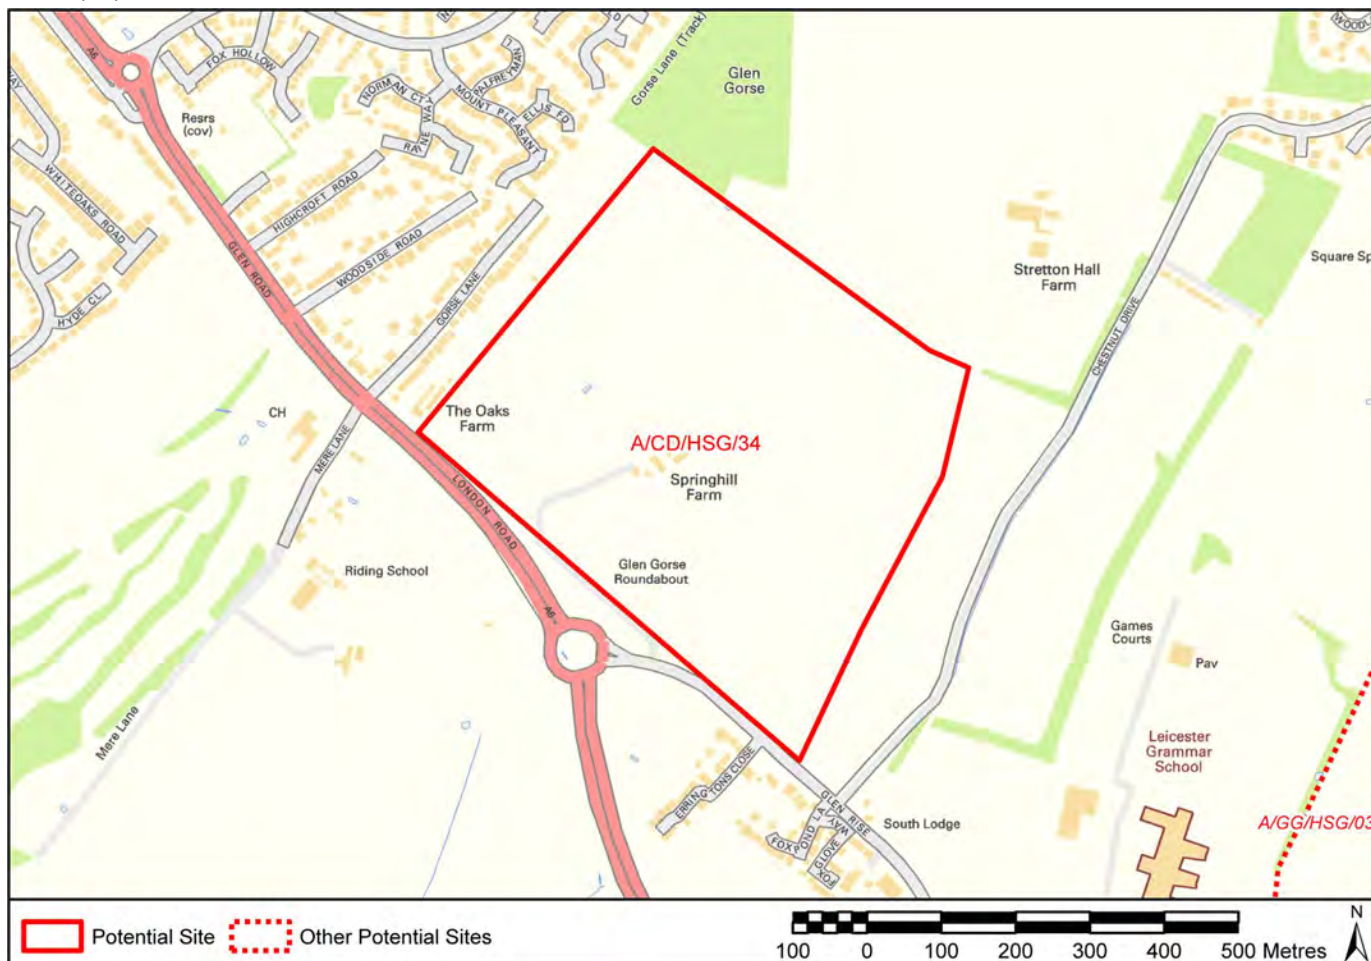 A6
FOX HOLLOW
Resrs
(cov)
NORMAN CT
PALFREYMAN
MOUNT PLEASANT
ELLIS FD
Gorse Lane (Track)
Glen
Gorse
WAY
WHITEOAKS ROAD
HIGHCROFT ROAD
WOODSIDE ROAD
GORSE LANE
GLEN ROAD
HYDE CL
Stretton Hall
Farm
Square Sp
CHESTNUT DRIVE
CH
MERE LANE
The Oaks
Farm
A/CD/HSG/34
Springhill
Farm
LONDON ROAD
Riding School
Glen Gorse
Roundabout
A6
Games
Courts
Pav
Mere Lane
Leicester
Grammar
School
ERRINGTONS CLOSE
GLEN RISE
South Lodge
FOXGLOVE
WAY
A/GG/HSG/03
Potential Site
Other Potential Sites
100 0 100 200 300 400 500 Metres
N